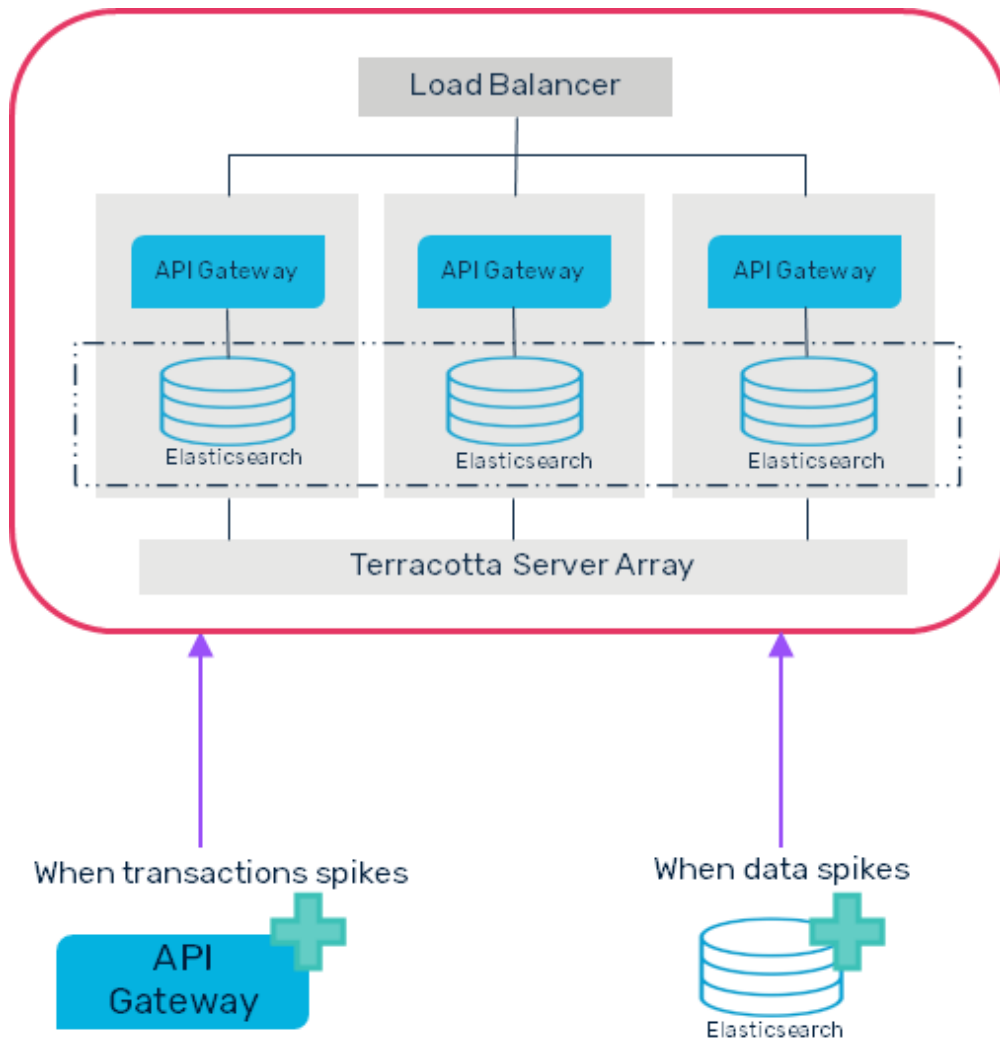 Load Balancer
API Gateway
API Gateway
API Gateway
Elasticsearch
Elasticsearch
Elasticsearch
Terracotta Server Array
When transactions spikes
When data spikes
API
Gateway
Elasticsearch